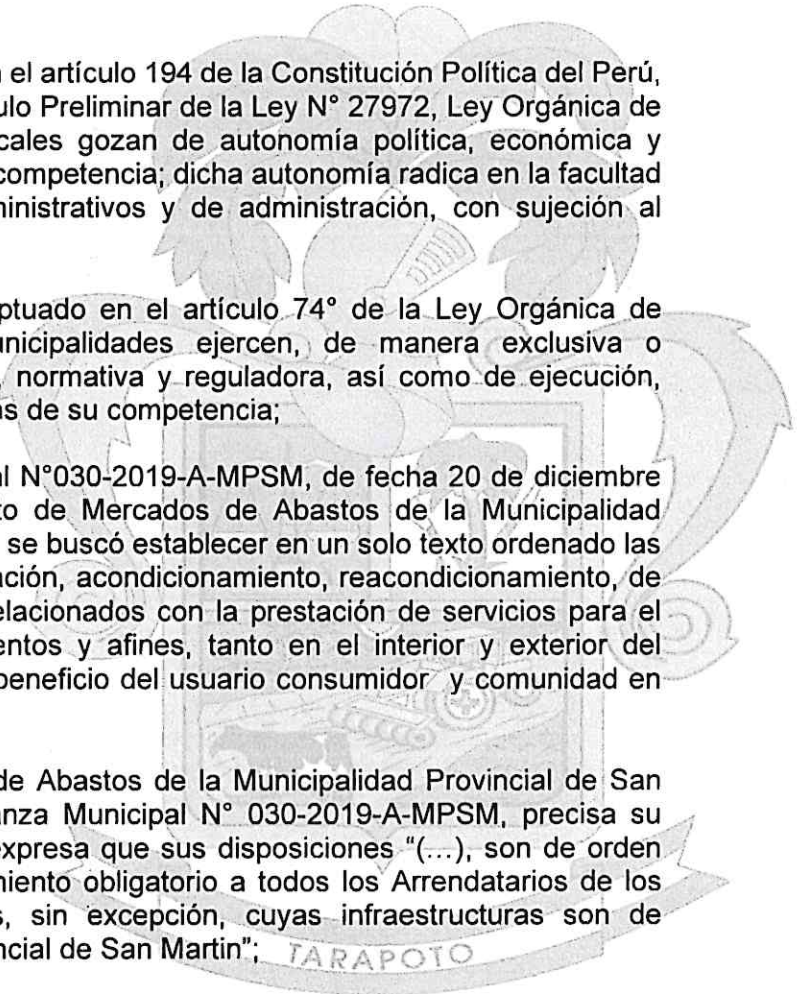 el artículo 194 de la Constitución Política del Perú,
ulo Preliminar de la Ley N° 27972, Ley Orgánica de
cales gozan de autonomía política, económica y
competencia; dicha autonomía radica en la facultad
ministrativos y de administración, con sujeción al
ptuado en el artículo 74° de la Ley Orgánica de
unicipalidades ejercen, de manera exclusiva o
, normativa y reguladora, así como de ejecución,
as de su competencia;
al N°030-2019-A-MPSM, de fecha 20 de diciembre
to de Mercados de Abastos de la Municipalidad
se buscó establecer en un solo texto ordenado las
ación, acondicionamiento, reacondicionamiento, de
elacionados con la prestación de servicios para el
entos y afines, tanto en el interior y exterior del
beneficio del usuario consumidor y comunidad en
de Abastos de la Municipalidad Provincial de San
anza Municipal N° 030-2019-A-MPSM, precisa su
expresa que sus disposiciones “(...), son de orden
miento obligatorio a todos los Arrendatarios de los
s, sin excepción, cuyas infraestructuras son de
ncial de San Martin”;
TARAPOTO